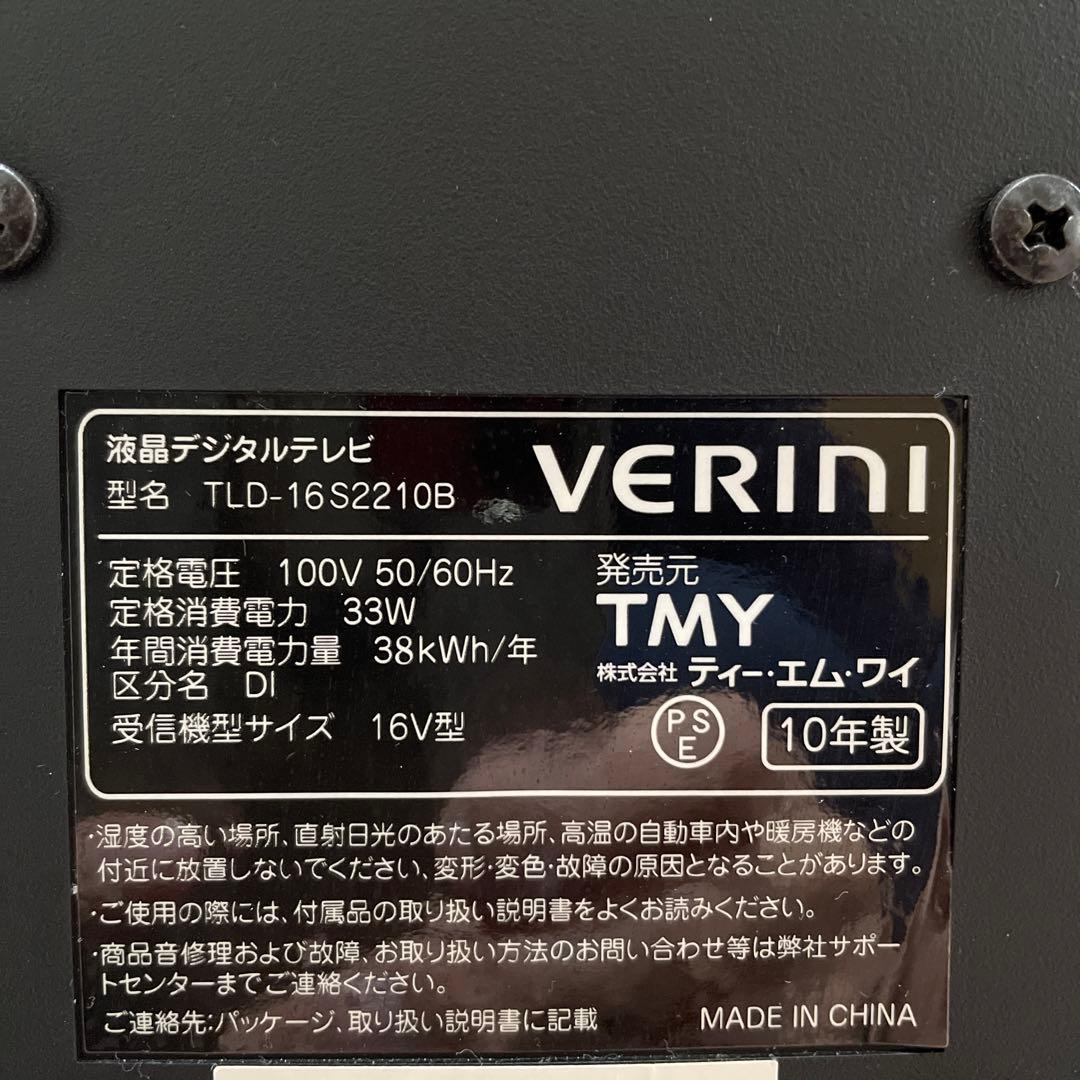 液晶デジタルテレビ
型名 TLD-16S2210B
VERINI
定格電圧 100V 50/60Hz
定格消費電力 33W
年間消費電力量 38kWh/年
区分名 DI
受信機型サイズ 16V型
発売元
TMY
株式会社 ティー・エム・ワイ
PSE
10年製
・湿度の高い場所、直射日光のあたる場所、高温の自動車内や暖房機などの
付近に放置しないでください、変形・変色・故障の原因となることがあります。
・ご使用の際には、付属品の取り扱い説明書をよくお読みください。
・商品音修理および故障、お取り扱い方法のお問い合わせ等は弊社サポー
トセンターまでご連絡ください。
ご連絡先:パッケージ、取り扱い説明書に記載
MADE IN CHINA